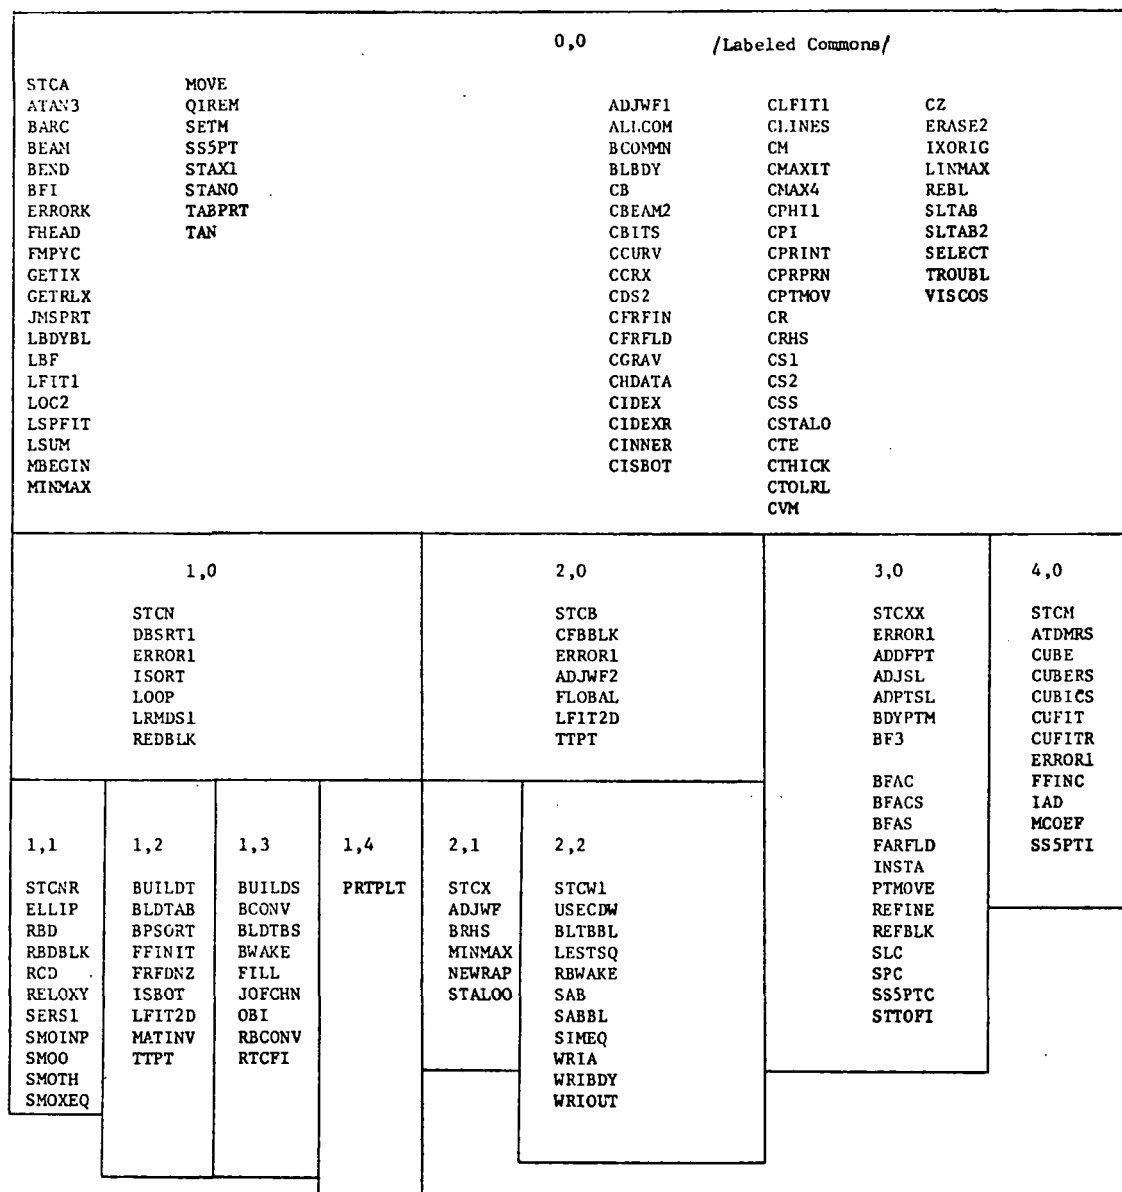 0,0 /Labeled Commons/
STCA MOVE
ATAN3 QIREM ADJWF1 CLFIT1 CZ
BARC SETM ALLCOM CLINES ERASE2
BEAM SS5PT BCOMMN CM IXORIG
BEND STAX1 BLBDY CMAXIT LINMAX
BFI STANO CB CMAX4 REBL
ERRORK TABPRT CBEAM2 CPHI1 SLTAB
FHEAD TAN CBITS CPI SLTAB2
FMPYC CCURV CPRINT SELECT
GETIX CCRX CPRPRN TROUBL
GETRLX CDS2 CPTMOV VISCOS
JMSPRT CFRFIN CR
LBDYBL CFRFLD CRHS
LBF CGRAV CS1
LFIT1 CHDATA CS2
LOC2 CIDEX CSS
LSPFIT CIDEXR CSTALO
LSUM CINNER CTE
MBEGIN CISBOT CTHICK
MINMAX CTOLRL
CVM
1,0
STCN
DBSRT1
ERROR1
ISORT
LOOP
LRMDS1
REDBLK
2,0
STCB
CFBBLK
ERROR1
ADJWF2
FLOBAL
LFIT2D
TTPT
3,0
STCXX
ERROR1
ADDFPT
ADJSL
ADPTSL
BDYPTM
BF3
BFAC
BFACS
BFAS
FARFLD
INSTA
PTMOVE
REFINE
REFBLK
SLC
SPC
SS5PTC
STTOFI
4,0
STCM
ATDMRS
CUBE
CUBERS
CUBICS
CUFIT
CUFITR
ERROR1
FFINC
IAD
MCOEF
SS5PTI
1,1
STCNR
ELLIP
RBD
RBDBLK
RCD
RELOXY
SERS1
SMOINP
SMOO
SMOTH
SMOXEQ
1,2
BUILDT
BLDTAB
BPSORT
FFINIT
FRFDNZ
ISBOT
LFIT2D
MATINV
TTPT
1,3
BUILDS
BCONV
BLDTBS
BWAKE
FILL
JOFCHN
OBI
RBCONV
RTCFI
1,4
PRTPLT
2,1
STCX
ADJWF
BRHS
MINMAX
NEWRAP
STALOO
2,2
STCW1
USECDW
BLTBBL
LESTSQ
RBWAKE
SAB
SABBL
SIMEQ
WRIA
WRIBDY
WRIOUT